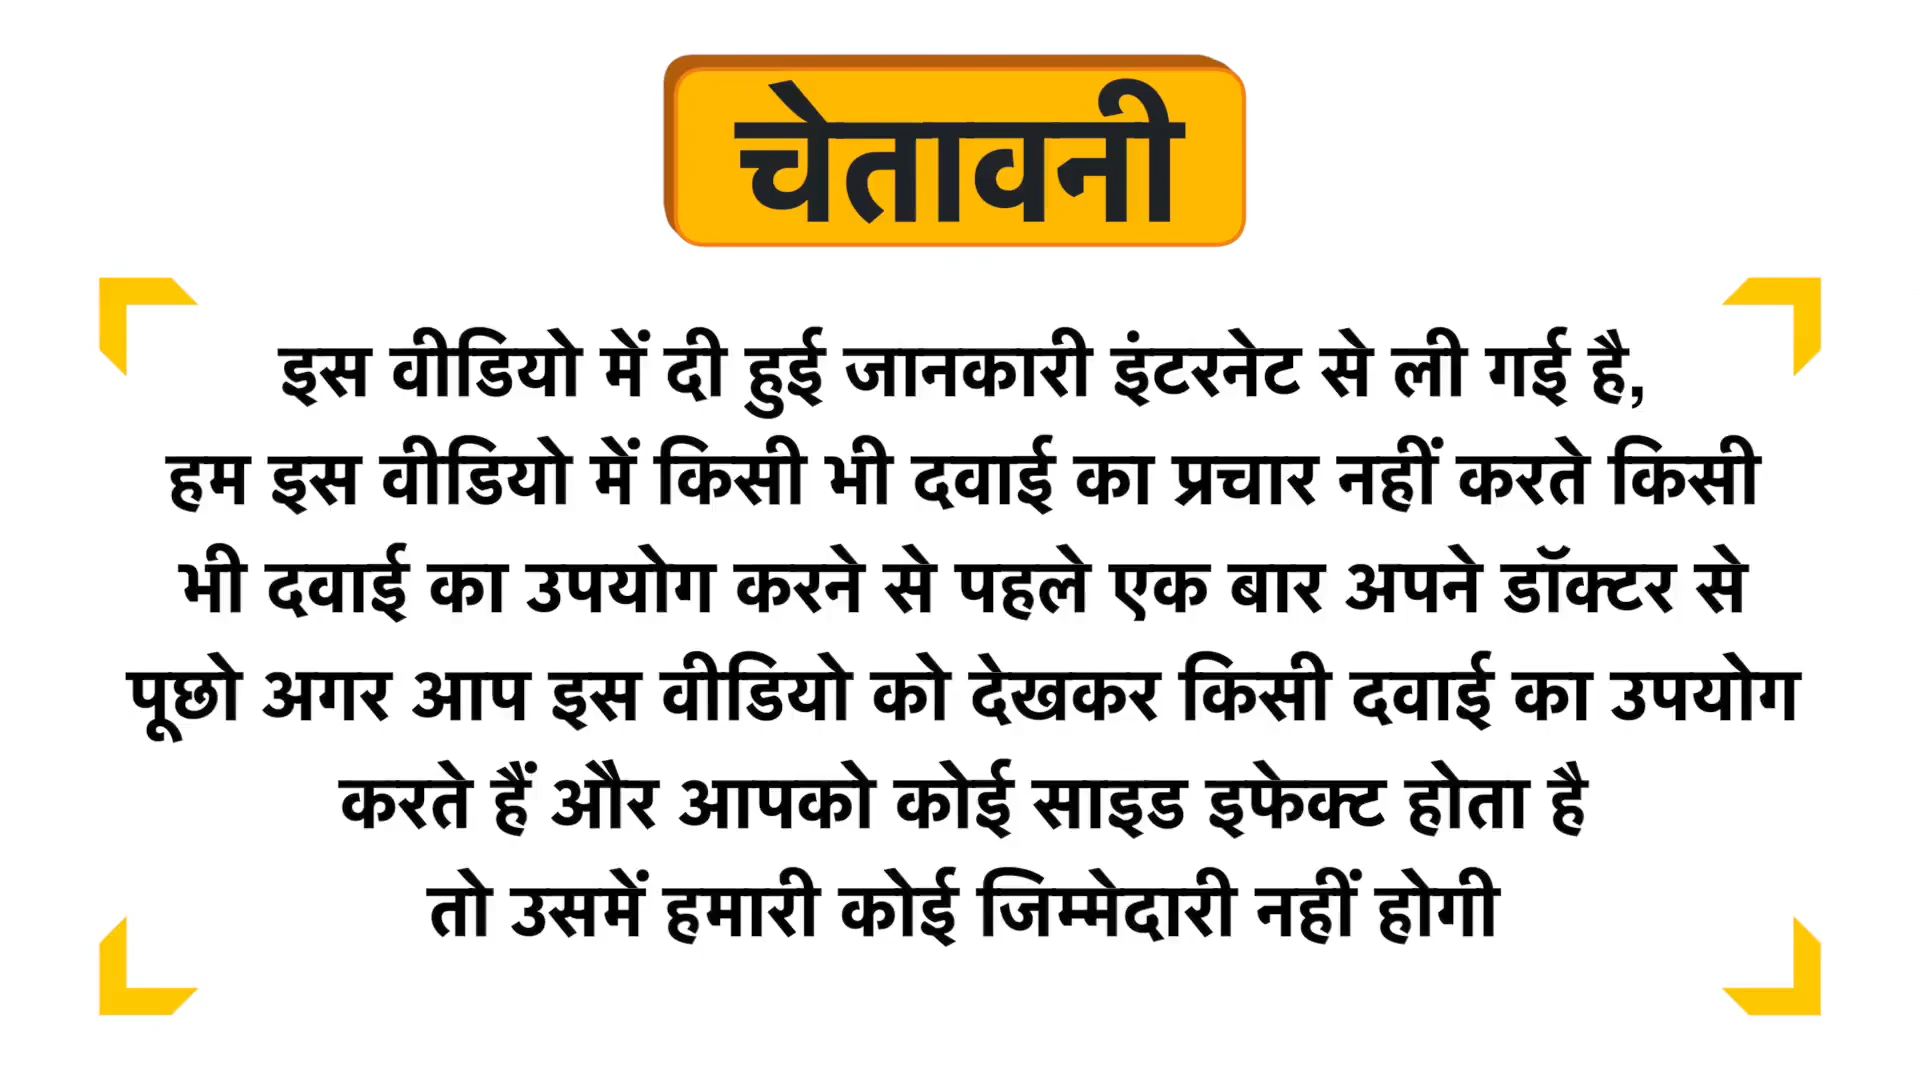 चेतावनी
इस वीडियो में दी हुई जानकारी इंटरनेट से ली गई है,
हम इस वीडियो में किसी भी दवाई का प्रचार नहीं करते किसी
भी दवाई का उपयोग करने से पहले एक बार अपने डॉक्टर से
पूछो अगर आप इस वीडियो को देखकर किसी दवाई का उपयोग
करते हैं और आपको कोई साइड इफेक्ट होता है
तो उसमें हमारी कोई जिम्मेदारी नहीं होगी